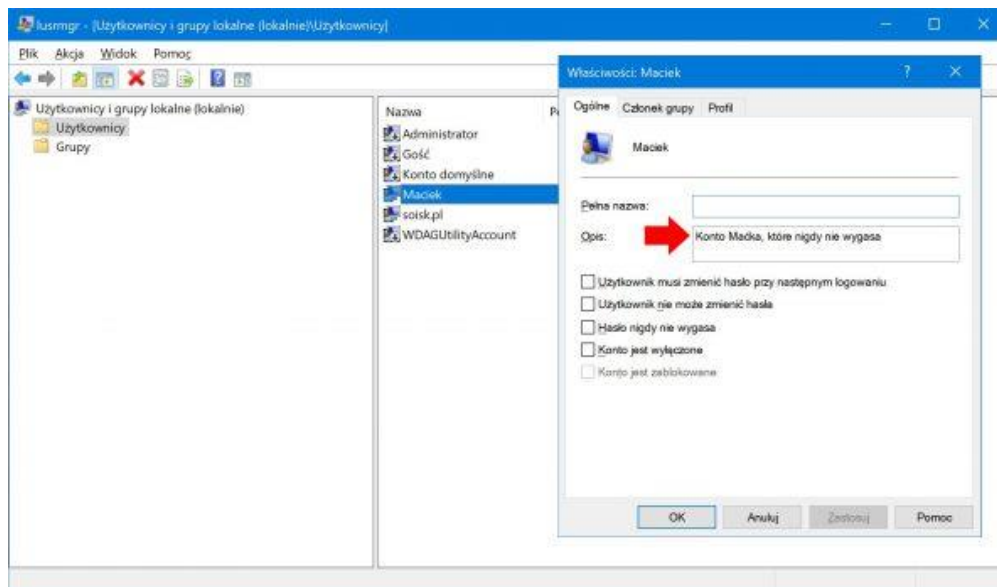 lusrmgr - [Użytkownicy i grupy lokalne (lokalnie)\Użytkownicy]
Plik Akcja Widok Pomoc
Użytkownicy i grupy lokalne (lokalnie)
Użytkownicy
Grupy
Nazwa
Administrator
Gość
Konto domyślne
Maciek
soisk.pl
WDAGUtilityAccount
Właściwości: Maciek
Ogólne Członek grupy Profil
Maciek
Pełna nazwa:
Opis: Konto Maćka, które nigdy nie wygasa
Użytkownik musi zmienić hasło przy następnym logowaniu
Użytkownik nie może zmienić hasła
Hasło nigdy nie wygasa
Konto jest wyłączone
Konto jest zablokowane
OK Anuluj Zastosuj Pomoc